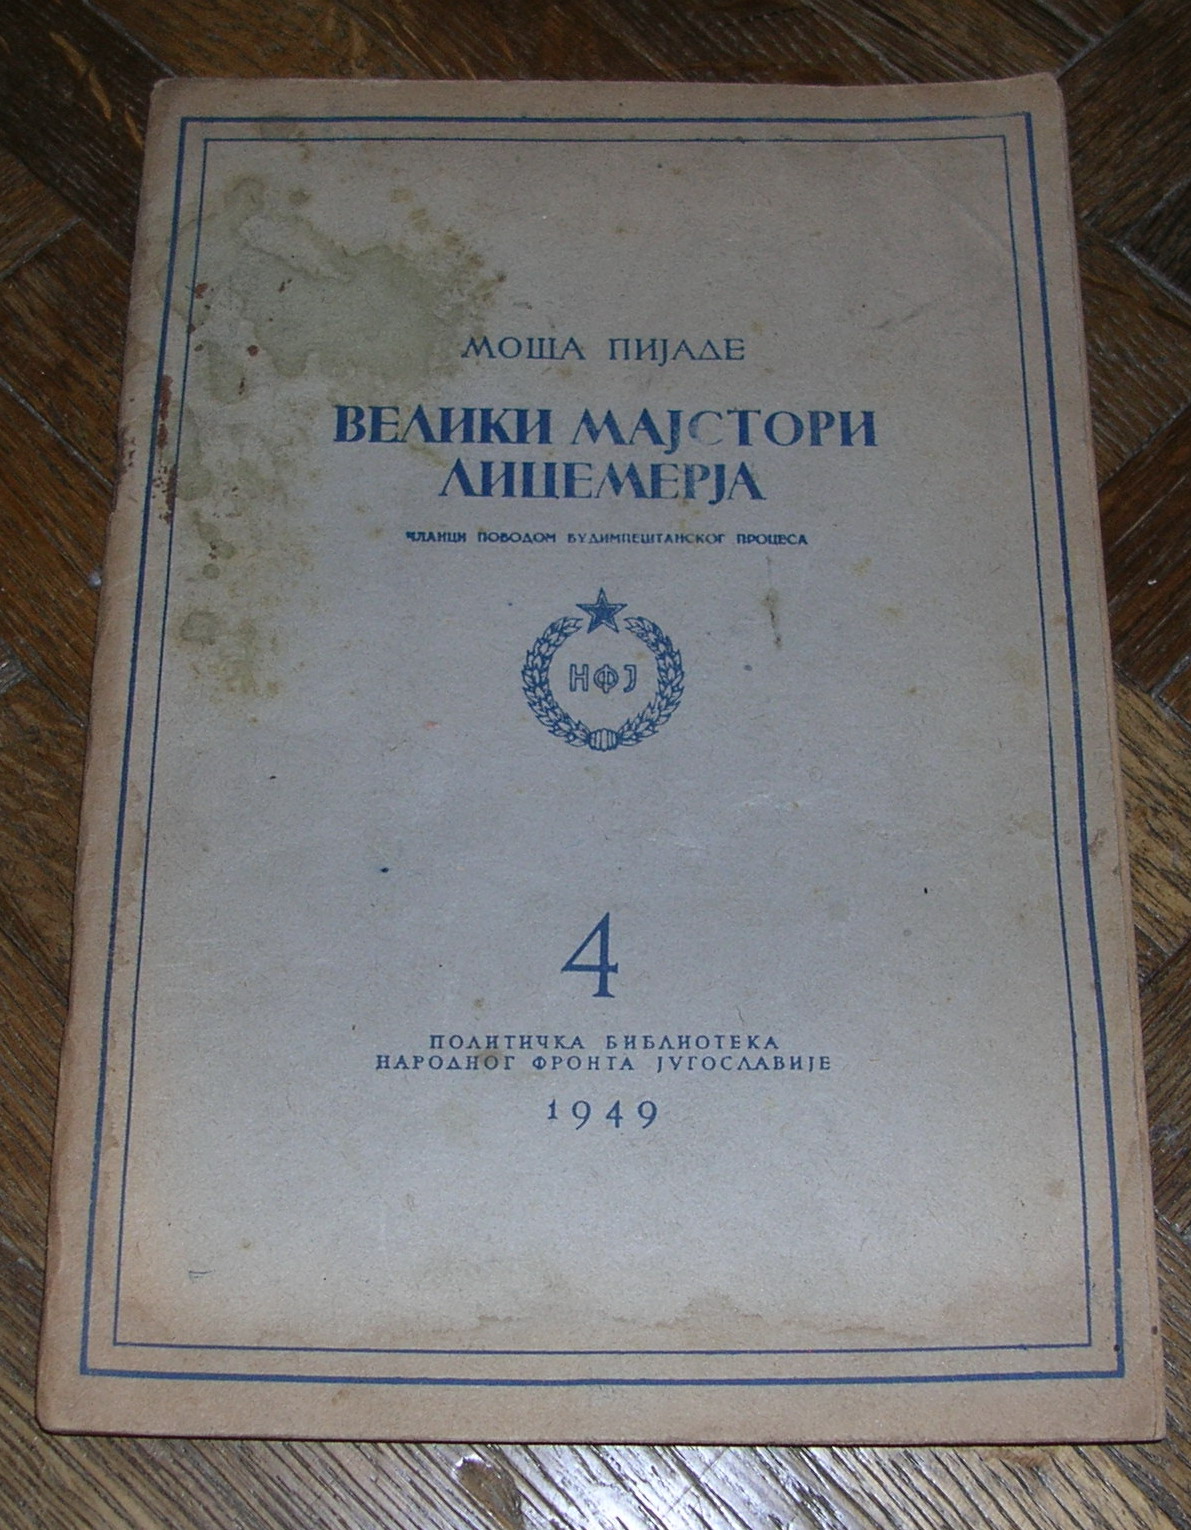 МОША ПИЈАДЕ
ВЕЛИКИ МАЈСТОРИ
ЛИЦЕМЕРЈА
ЧЛАНЦИ ПОВОДОМ БУДИМПЕШТАНСКОГ ПРОЦЕСА
НФЈ
4
ПОЛИТИЧКА БИБЛИОТЕКА
НАРОДНОГ ФРОНТА ЈУГОСЛАВИЈЕ
1949